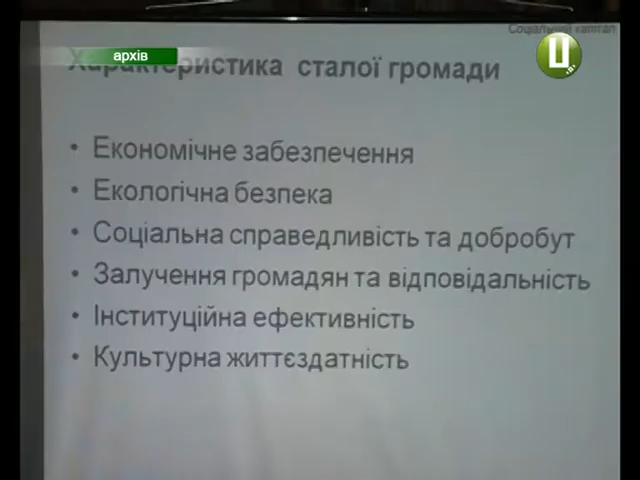 Соціальний капітал
архів
Характеристика сталої громади
• Економічне забезпечення
• Екологічна безпека
• Соціальна справедливість та добробут
• Залучення громадян та відповідальність
• Інституційна ефективність
• Культурна життєздатність